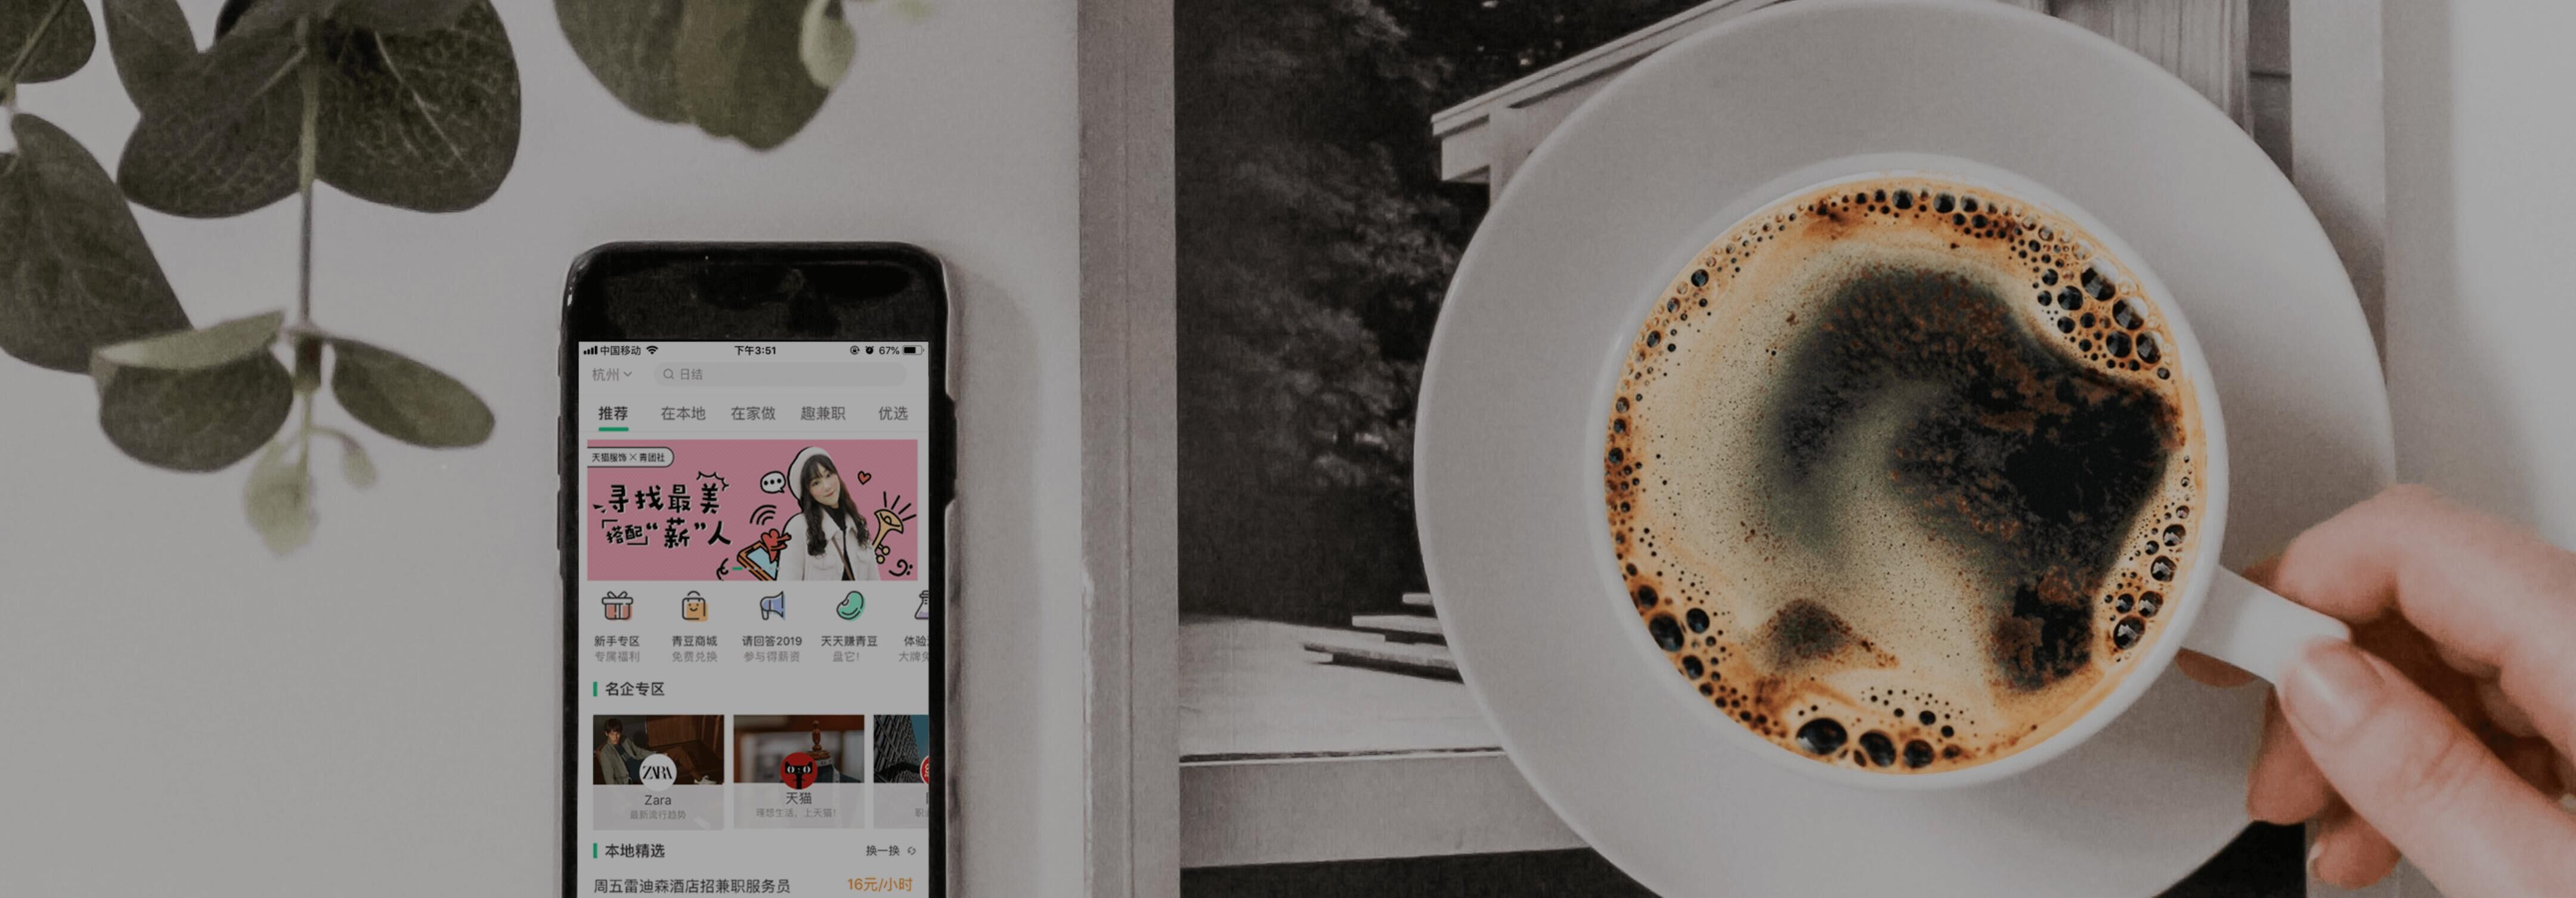 中国移动
下午3:51
67%
杭州
日结
推荐 在本地 在家做 趣兼职 优选
天猫服饰×青团社
寻找最美
「搭配“薪”人
新手专区 青豆商城 请回答2019 天天赚青豆 体验
专属福利 免费兑换 参与得薪资 盘它! 大牌
名企专区
ZARA
Zara 天猫
最新流行趋势 理想生活，上天猫!
本地精选 换一换
周五雷迪森酒店招兼职服务员 16元/小时